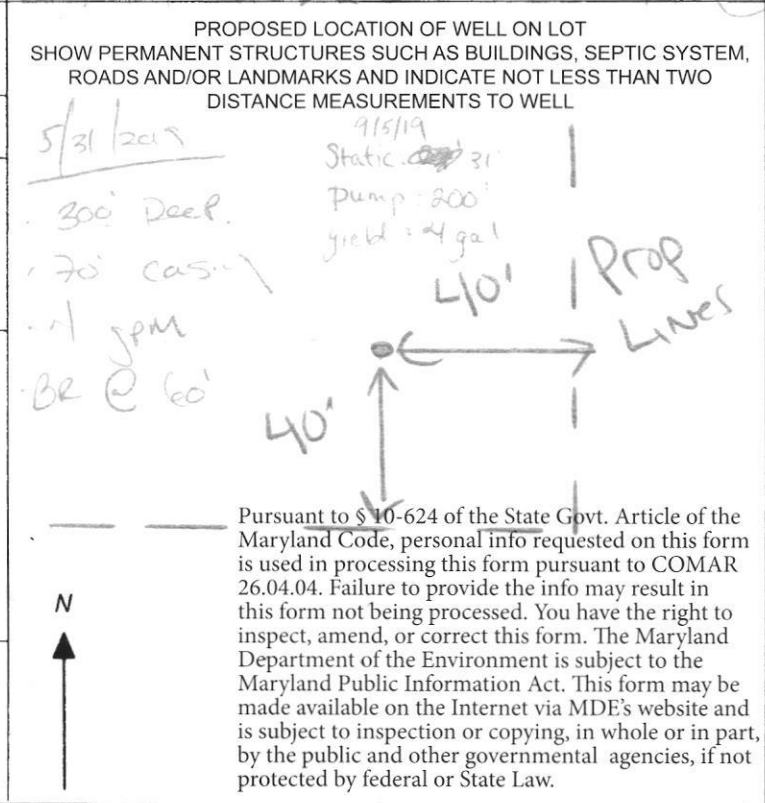 PROPOSED LOCATION OF WELL ON LOT
SHOW PERMANENT STRUCTURES SUCH AS BUILDINGS, SEPTIC SYSTEM,
ROADS AND/OR LANDMARKS AND INDICATE NOT LESS THAN TWO
DISTANCE MEASUREMENTS TO WELL
5/31/2019
300' Deep.
70' cas
gpm
BR @ 60'
9/5/19
Static 31'
Pump: 200'
yield: 4 gal
40'
Prop
Lines
40'
Pursuant to § 10-624 of the State Govt. Article of the
Maryland Code, personal info requested on this form
is used in processing this form pursuant to COMAR
26.04.04. Failure to provide the info may result in
this form not being processed. You have the right to
inspect, amend, or correct this form. The Maryland
Department of the Environment is subject to the
Maryland Public Information Act. This form may be
made available on the Internet via MDE's website and
is subject to inspection or copying, in whole or in part,
by the public and other governmental agencies, if not
protected by federal or State Law.
N